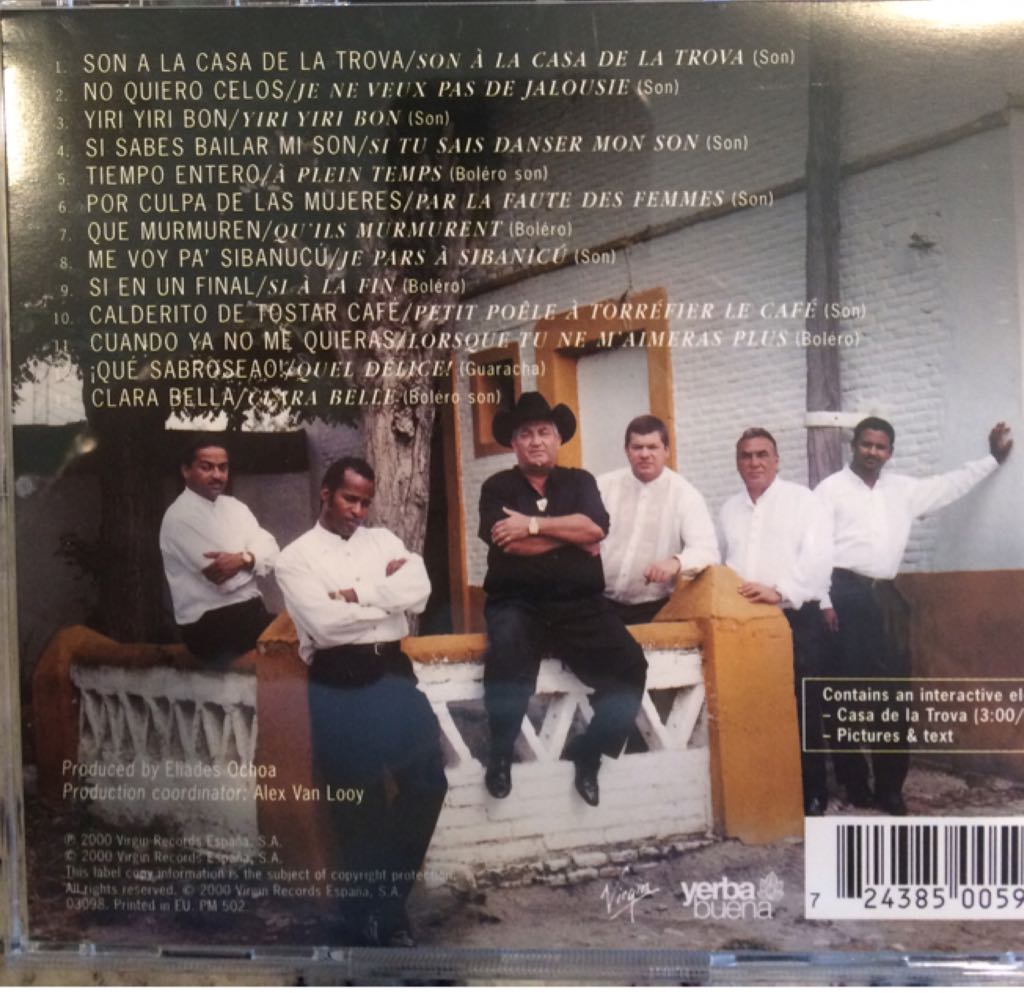 1. SON A LA CASA DE LA TROVA/SON À LA CASA DE LA TROVA (Son)
2. NO QUIERO CELOS/JE NE VEUX PAS DE JALOUSIE (Son)
3. YIRI YIRI BON/YIRI YIRI BON (Son)
4. SI SABES BAILAR MI SON/SI TU SAIS DANSER MON SON (Son)
5. TIEMPO ENTERO/À PLEIN TEMPS (Boléro son)
6. POR CULPA DE LAS MUJERES/PAR LA FAUTE DES FEMMES (Son)
7. QUE MURMUREN/QU'ILS MURMURENT (Boléro)
8. ME VOY PA' SIBANUCÚ/JE PARS À SIBANICÚ (Son)
9. SI EN UN FINAL/SI À LA FIN (Boléro)
10. CALDERITO DE TOSTAR CAFÉ/PETIT POÊLE À TORRÉFIER LE CAFÉ (Son)
11. CUANDO YA NO ME QUIERAS/LORSQUE TU NE M'AIMERAS PLUS (Boléro)
¡QUÉ SABROSEAO!/QUEL DÉLICE! (Guaracha)
CLARA BELLA/CLARA BELLE (Boléro son)
Contains an interactive el
– Casa de la Trova (3:00/
– Pictures & text
Produced by Eliades Ochoa
Production coordinator: Alex Van Looy
℗ 2000 Virgin Records España, S.A.
© 2000 Virgin Records España, S.A.
This label copy information is the subject of copyright protection.
All rights reserved. © 2000 Virgin Records España, S.A.
03098. Printed in EU. PM 502
Virgin
yerba
buena
7 24385 0059